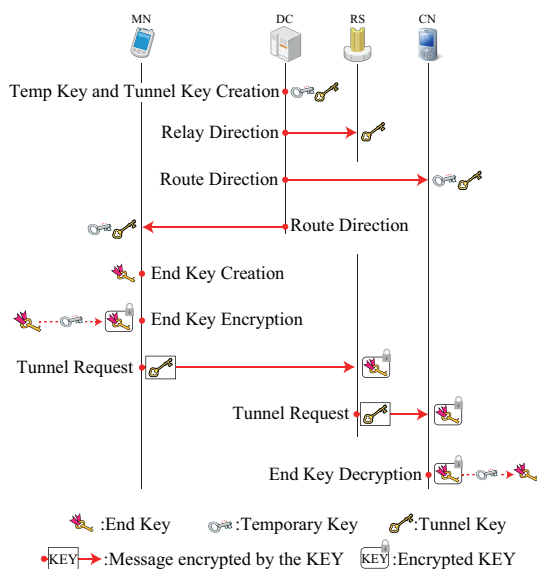 MN DC RS CN
Temp Key and Tunnel Key Creation
Relay Direction
Route Direction
Route Direction
End Key Creation
End Key Encryption
Tunnel Request
Tunnel Request
End Key Decryption
:End Key :Temporary Key :Tunnel Key
KEY :Message encrypted by the KEY KEY :Encrypted KEY